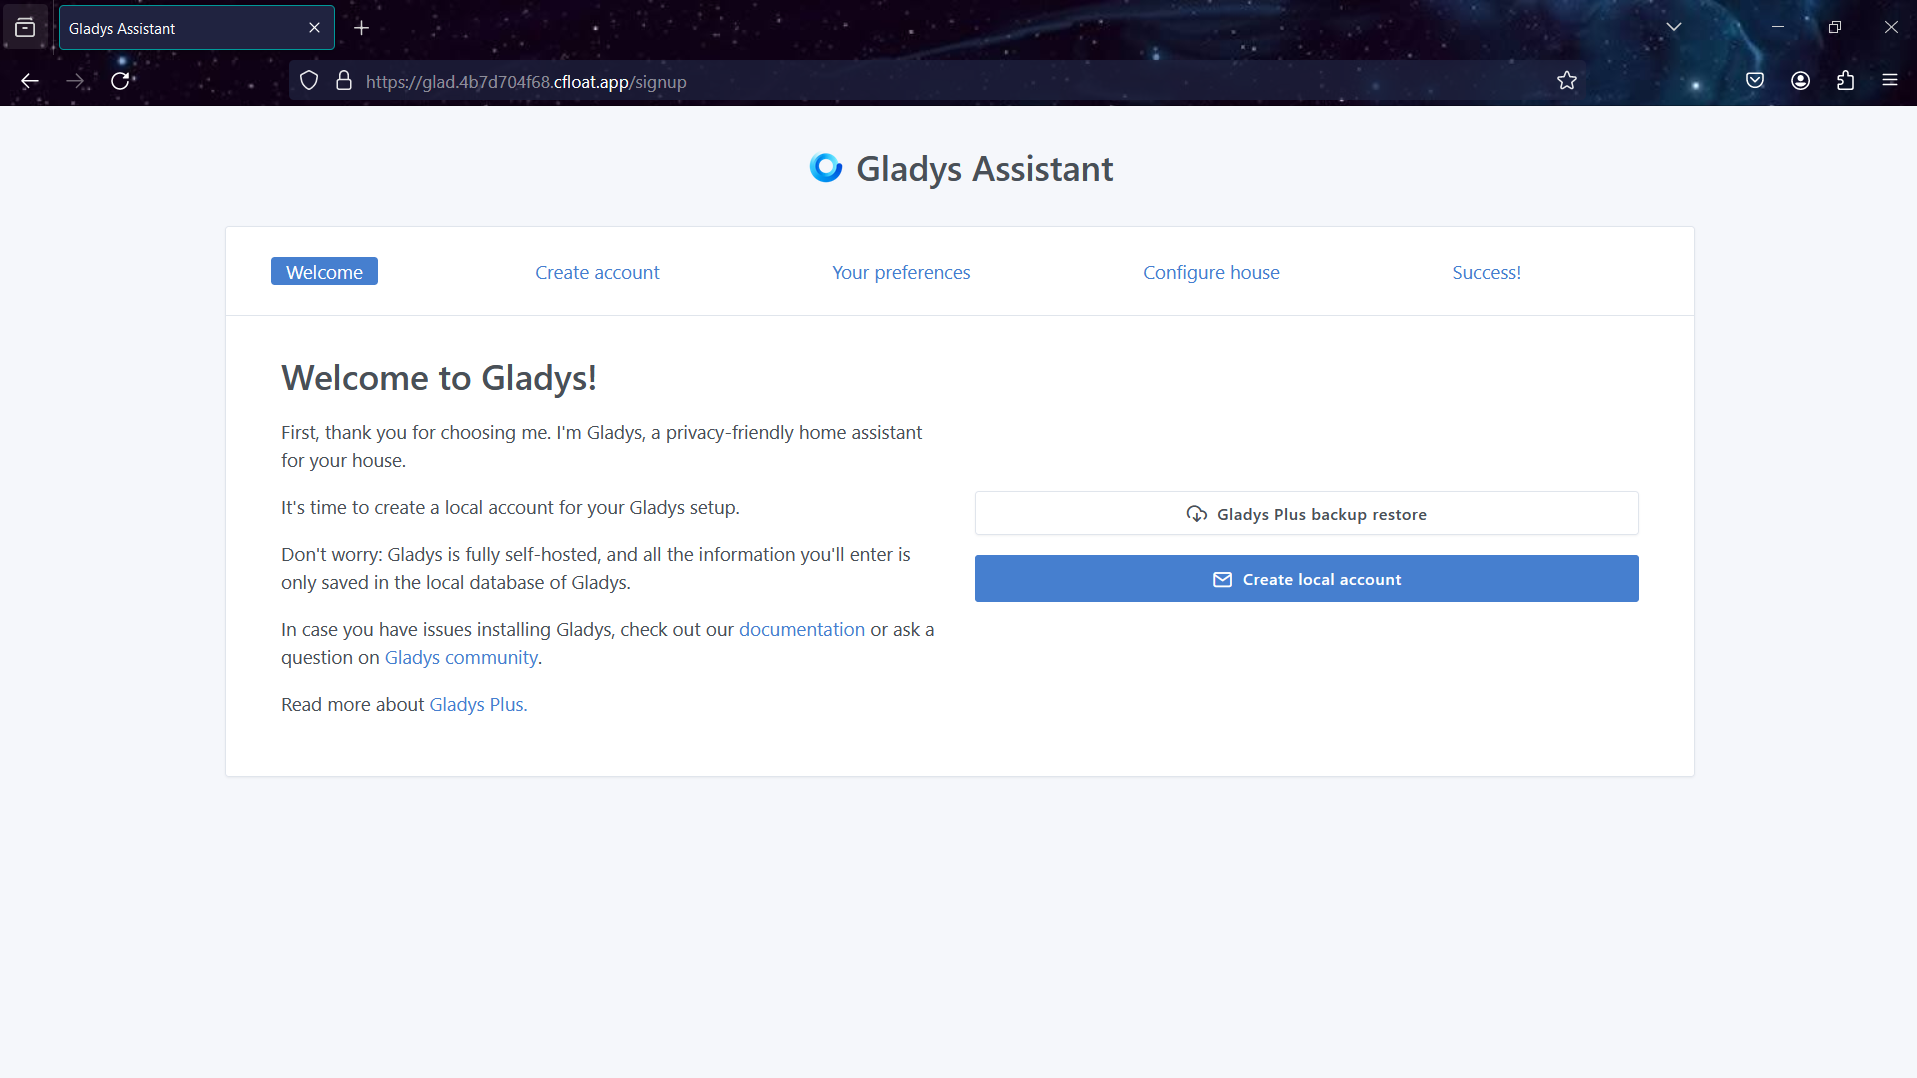 Gladys Assistant
https://glad.4b7d704f68.cfloat.app/signup
Gladys Assistant
Welcome
Create account
Your preferences
Configure house
Success!
Welcome to Gladys!
First, thank you for choosing me. I'm Gladys, a privacy-friendly home assistant
for your house.
It's time to create a local account for your Gladys setup.
Don't worry: Gladys is fully self-hosted, and all the information you'll enter is
only saved in the local database of Gladys.
In case you have issues installing Gladys, check out our documentation or ask a
question on Gladys community.
Read more about Gladys Plus.
Gladys Plus backup restore
Create local account